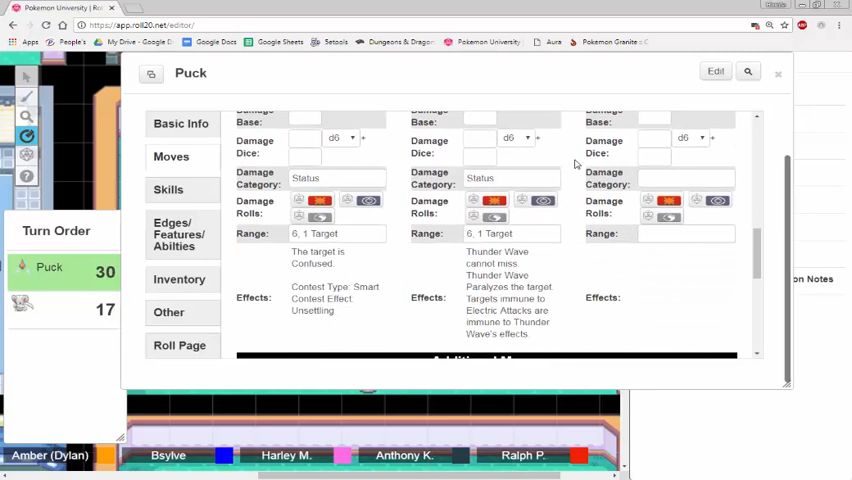 Pokemon University | Rol
https://app.roll20.net/editor/
Apps
People's
My Drive - Google D
Google Docs
Google Sheets
5etools
Dungeons & Dragon
Pokemon University
Aura
Pokemon Granite ::
Puck
Edit
Basic Info
Moves
Skills
Edges/
Features/
Abilties
Inventory
Other
Roll Page
Damage Base:
Damage Base:
Damage Base:
Damage Dice:
d6
+
Damage Dice:
d6
+
Damage Dice:
d6
+
Damage Category:
Status
Damage Category:
Status
Damage Category:
Damage Rolls:
Damage Rolls:
Damage Rolls:
Range:
6, 1 Target
Range:
6, 1 Target
Range:
Effects:
The target is
Confused.
Contest Type: Smart
Contest Effect:
Unsettling
Effects:
Thunder Wave
cannot miss.
Thunder Wave
Paralyzes the target.
Targets immune to
Electric Attacks are
immune to Thunder
Wave's effects.
Effects:
Turn Order
Puck
30
17
on Notes
Amber (Dylan)
Bsylve
Harley M.
Anthony K.
Ralph P.